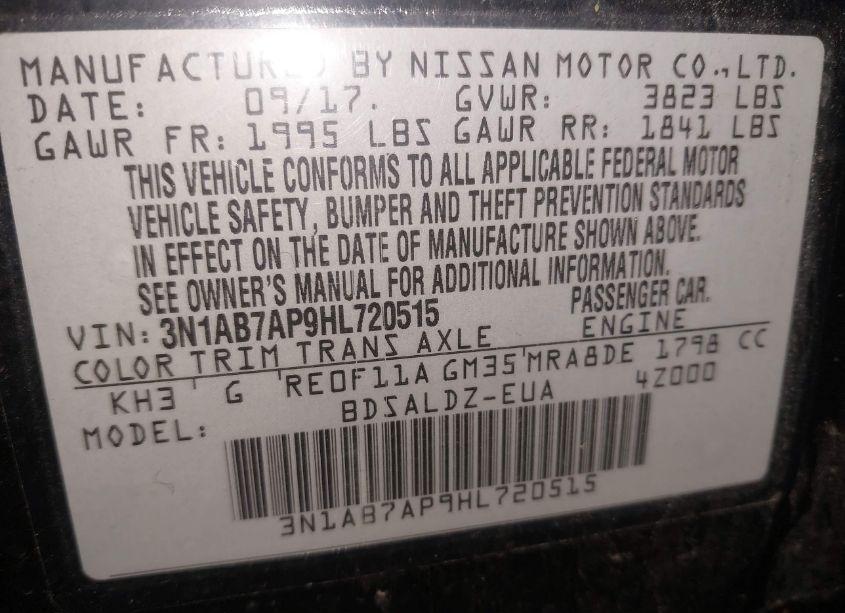 MANUFACTURED BY NISSAN MOTOR CO., LTD.
DATE: 09/17. GVWR: 3823 LBS
GAWR FR: 1995 LBS GAWR RR: 1841 LBS
THIS VEHICLE CONFORMS TO ALL APPLICABLE FEDERAL MOTOR
VEHICLE SAFETY, BUMPER AND THEFT PREVENTION STANDARDS
IN EFFECT ON THE DATE OF MANUFACTURE SHOWN ABOVE.
SEE OWNER'S MANUAL FOR ADDITIONAL INFORMATION.
VIN: 3N1AB7AP9HL720515 PASSENGER CAR.
COLOR TRIM TRANS AXLE ENGINE
KH3 G RE0F11A GM35 MRA8DE 1798 CC
MODEL: BDSALDZ-EUA 4Z000
3N1AB7AP9HL720515